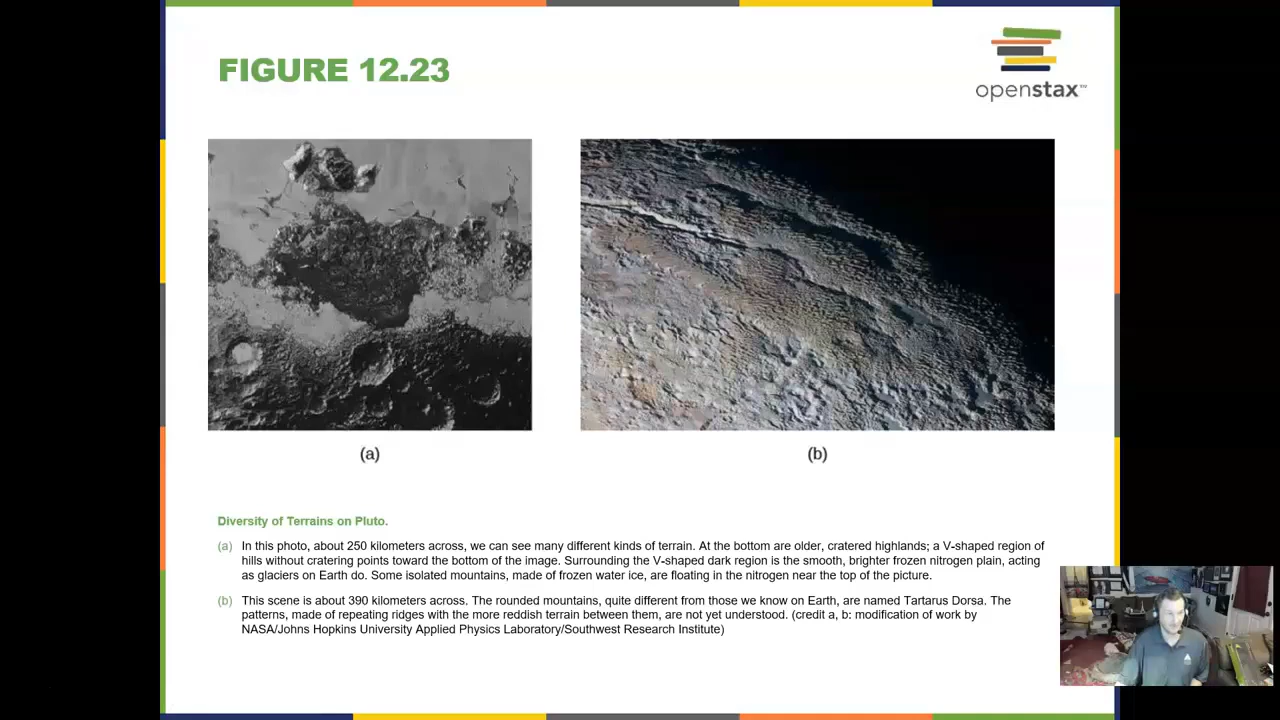 FIGURE 12.23
openstax™
(a)
(b)
Diversity of Terrains on Pluto.
(a) In this photo, about 250 kilometers across, we can see many different kinds of terrain. At the bottom are older, cratered highlands; a V-shaped region of
hills without cratering points toward the bottom of the image. Surrounding the V-shaped dark region is the smooth, brighter frozen nitrogen plain, acting
as glaciers on Earth do. Some isolated mountains, made of frozen water ice, are floating in the nitrogen near the top of the picture.
(b) This scene is about 390 kilometers across. The rounded mountains, quite different from those we know on Earth, are named Tartarus Dorsa. The
patterns, made of repeating ridges with the more reddish terrain between them, are not yet understood. (credit a, b: modification of work by
NASA/Johns Hopkins University Applied Physics Laboratory/Southwest Research Institute)